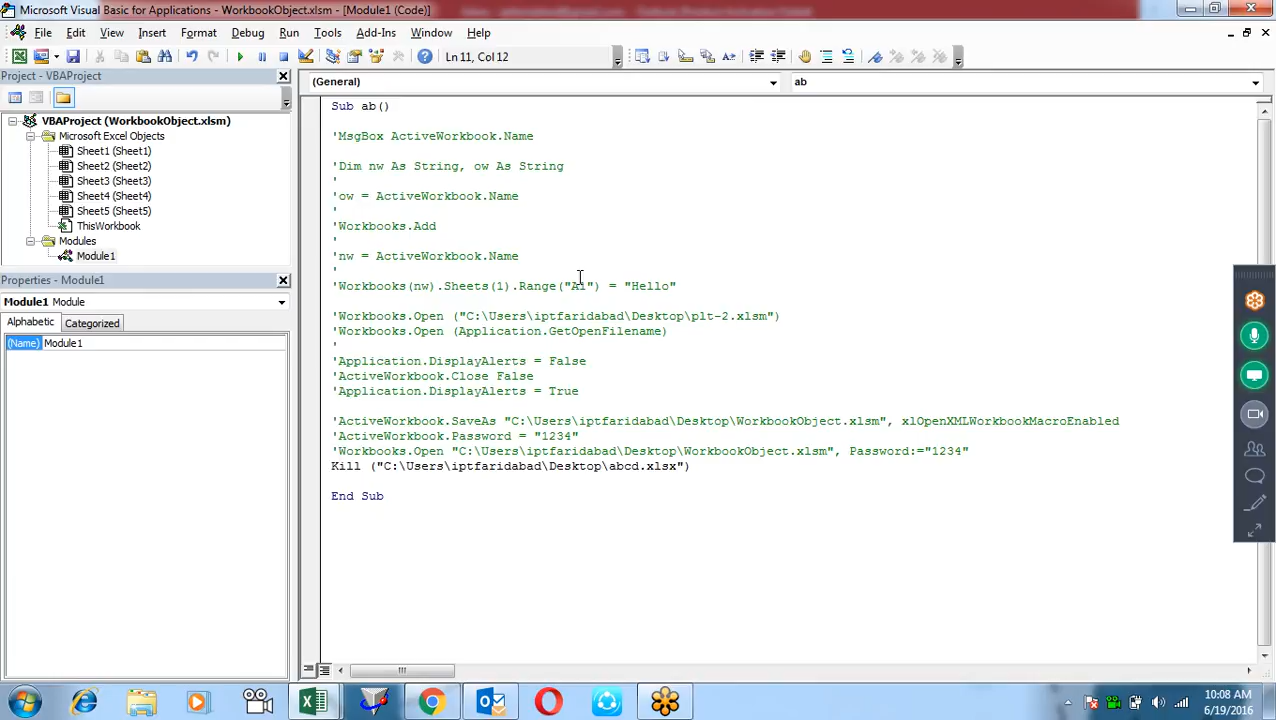 Microsoft Visual Basic for Applications - WorkbookObject.xlsm - [Module1 (Code)]
File Edit View Insert Format Debug Run Tools Add-Ins Window Help
Ln 11, Col 12
Project - VBAProject
(General)
ab
VBAProject (WorkbookObject.xlsm)
Microsoft Excel Objects
Sheet1 (Sheet1)
Sheet2 (Sheet2)
Sheet3 (Sheet3)
Sheet4 (Sheet4)
Sheet5 (Sheet5)
ThisWorkbook
Modules
Module1
Properties - Module1
Module1 Module
Alphabetic Categorized
(Name) Module1
Sub ab()
'MsgBox ActiveWorkbook.Name
'Dim nw As String, ow As String
'
'ow = ActiveWorkbook.Name
'
'Workbooks.Add
'
'nw = ActiveWorkbook.Name
'
'Workbooks(nw).Sheets(1).Range("A1") = "Hello"
'Workbooks.Open ("C:\Users\iptfaridabad\Desktop\plt-2.xlsm")
'Workbooks.Open (Application.GetOpenFilename)
'
'Application.DisplayAlerts = False
'ActiveWorkbook.Close False
'Application.DisplayAlerts = True
'ActiveWorkbook.SaveAs "C:\Users\iptfaridabad\Desktop\WorkbookObject.xlsm", xlOpenXMLWorkbookMacroEnabled
'ActiveWorkbook.Password = "1234"
'Workbooks.Open "C:\Users\iptfaridabad\Desktop\WorkbookObject.xlsm", Password:="1234"
Kill ("C:\Users\iptfaridabad\Desktop\abcd.xlsx")
End Sub
10:08 AM
6/19/2016